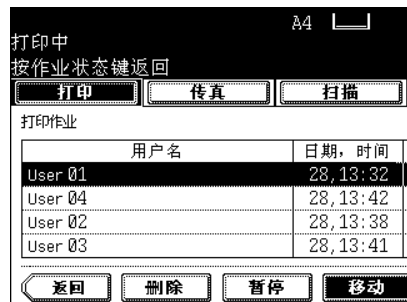 A4
打印中
按作业状态键返回
打印 传真 扫描
打印作业
用户名 日期，时间
User 01 28,13:32
User 04 28,13:42
User 02 28,13:38
User 03 28,13:41
返回 删除 暂停 移动